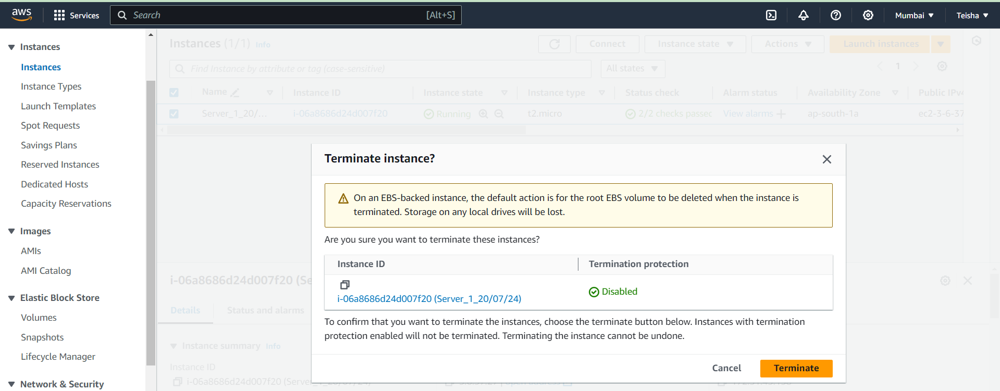 aws
Services
Search
[Alt+S]
Mumbai
Teisha
Instances
Instances
Instance Types
Launch Templates
Spot Requests
Savings Plans
Reserved Instances
Dedicated Hosts
Capacity Reservations
Images
AMIs
AMI Catalog
Elastic Block Store
Volumes
Snapshots
Lifecycle Manager
Network & Security
Instances (1/1) Info
Connect
Instance state
Actions
Launch instances
Find Instance by attribute or tag (case-sensitive)
All states
1
Name Instance ID Instance state Instance type Status check Alarm status Availability Zone Public IPv4
Server_1_20/... i-06a8686d24d007f20 Running t2.micro 2/2 checks passec View alarms + ap-south-1a ec2-3-6-37
Terminate instance?
On an EBS-backed instance, the default action is for the root EBS volume to be deleted when the instance is
terminated. Storage on any local drives will be lost.
Are you sure you want to terminate these instances?
Instance ID Termination protection
i-06a8686d24d007f20 (Server_1_20/07/24) Disabled
To confirm that you want to terminate the instances, choose the terminate button below. Instances with termination
protection enabled will not be terminated. Terminating the instance cannot be undone.
Cancel
Terminate
i-06a8686d24d007f20 (Se
Details
Status and alarms
Instance summary Info
Instance ID
i-06a8686d24d007f20 (Server_1_20/07/24)
open address